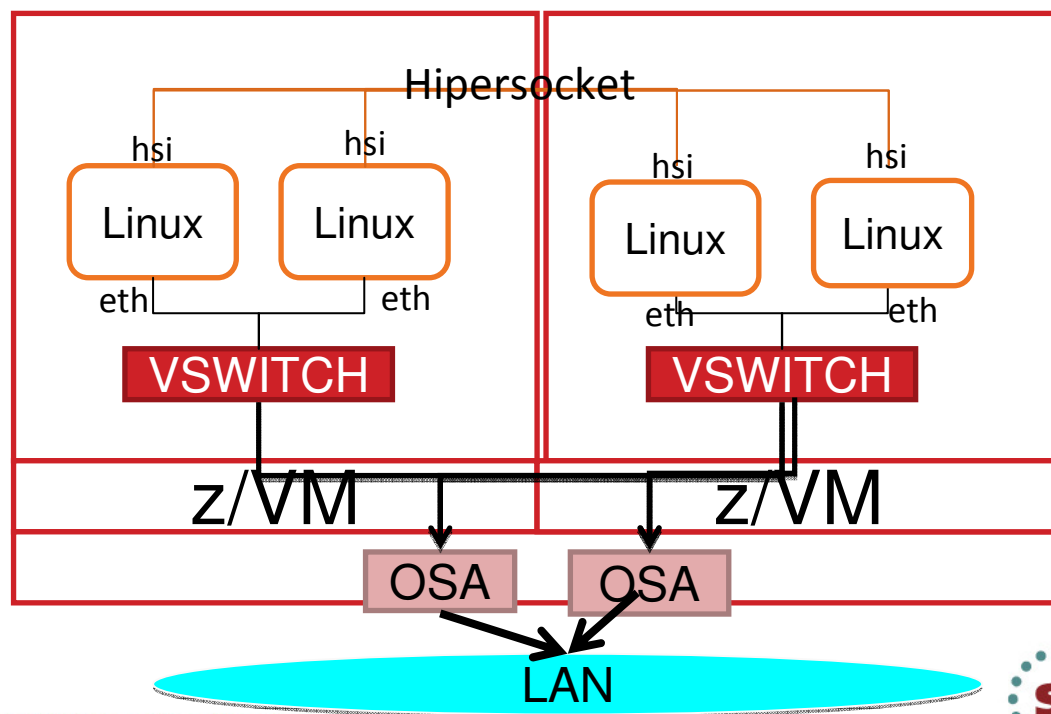 Hipersocket
hsi
hsi
hsi
hsi
Linux
Linux
Linux
Linux
eth
eth
eth
eth
VSWITCH
VSWITCH
z/VM
z/VM
OSA
OSA
LAN